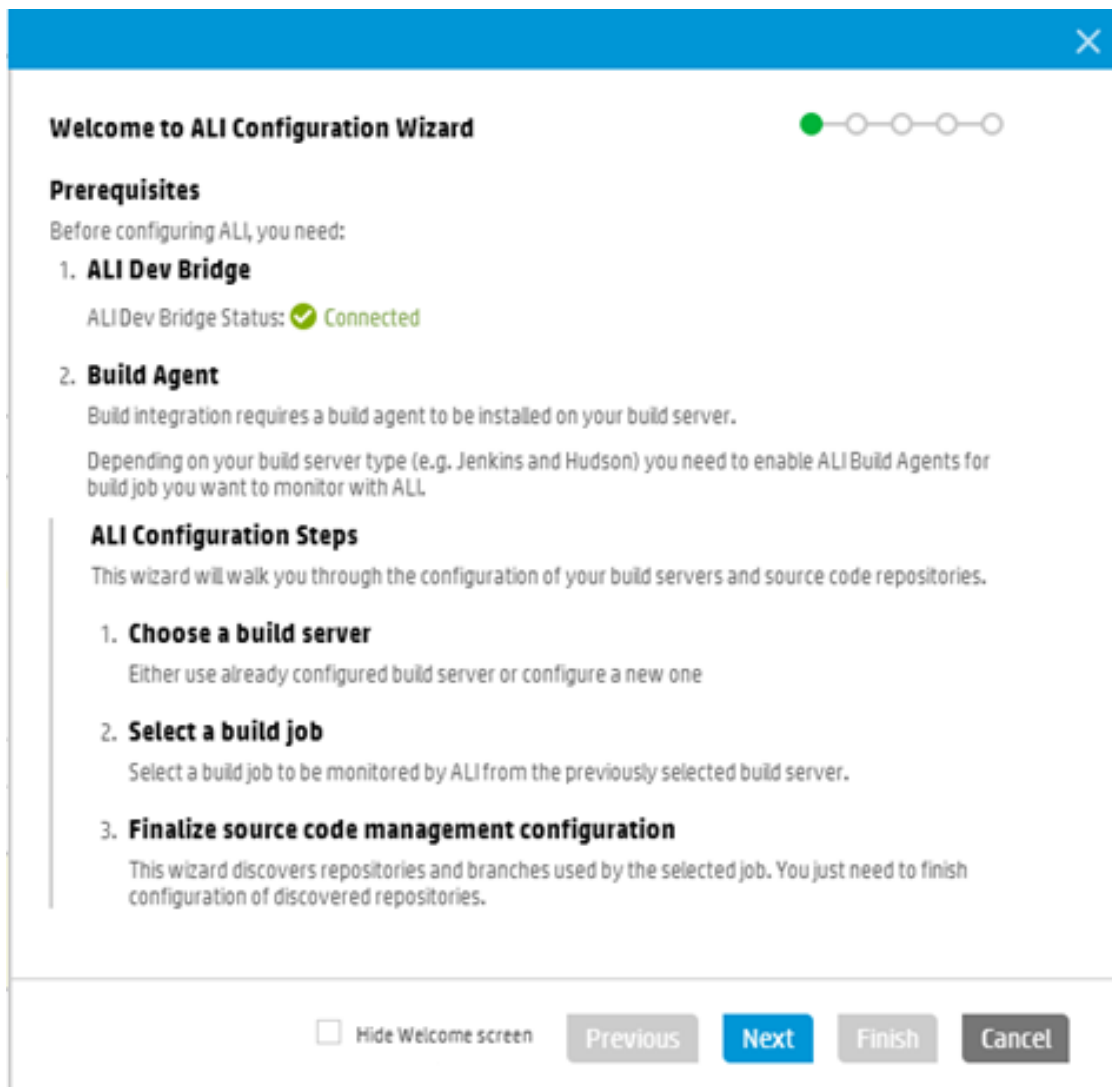 Welcome to ALI Configuration Wizard
Prerequisites
Before configuring ALI, you need:
1. ALI Dev Bridge
ALI Dev Bridge Status: Connected
2. Build Agent
Build integration requires a build agent to be installed on your build server.
Depending on your build server type (e.g. Jenkins and Hudson) you need to enable ALI Build Agents for
build job you want to monitor with ALI.
ALI Configuration Steps
This wizard will walk you through the configuration of your build servers and source code repositories.
1. Choose a build server
Either use already configured build server or configure a new one
2. Select a build job
Select a build job to be monitored by ALI from the previously selected build server.
3. Finalize source code management configuration
This wizard discovers repositories and branches used by the selected job. You just need to finish
configuration of discovered repositories.
Hide Welcome screen Previous Next Finish Cancel